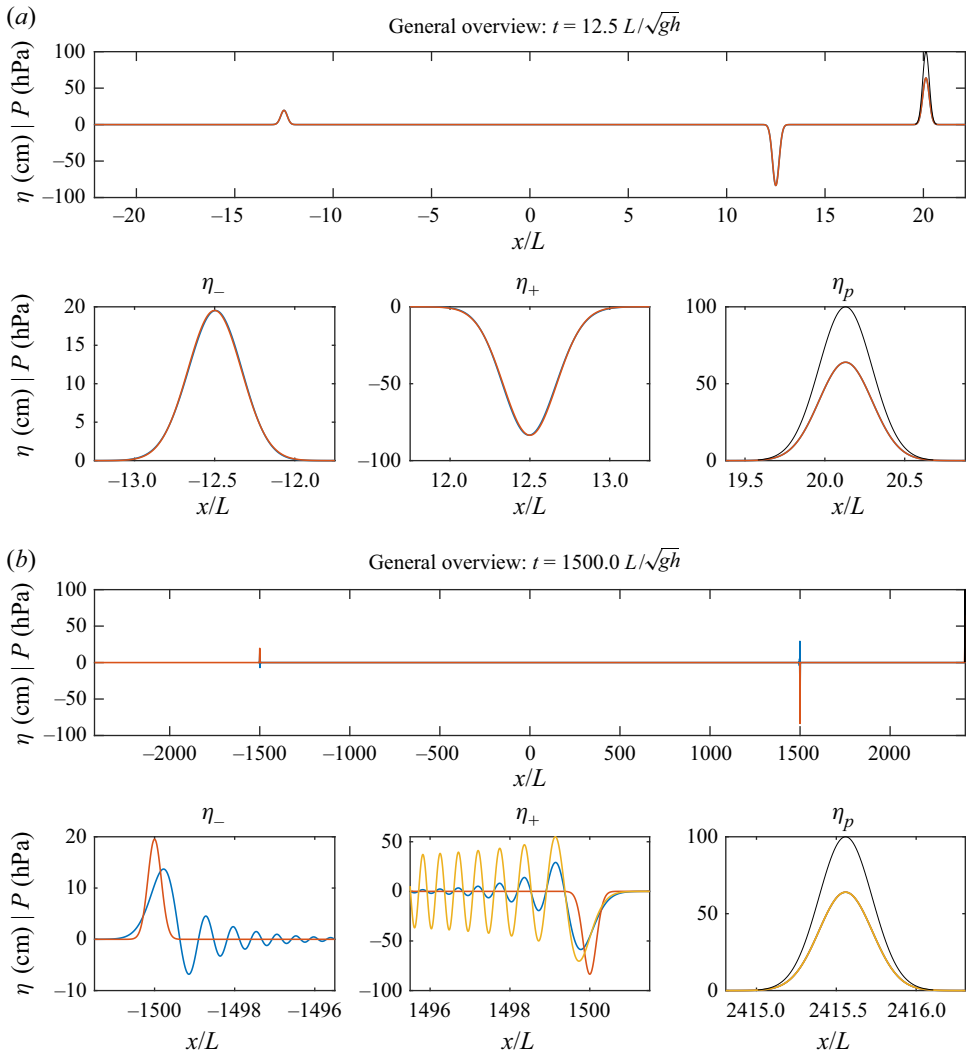 (a)
General overview: t = 12.5 L/√gh
η (cm) | P (hPa)
100
50
0
−50
−100
−20 −15 −10 −5 0 5 10 15 20
x/L
η−
η+
ηp
η (cm) | P (hPa)
20
15
10
5
0
−13.0 −12.5 −12.0
x/L
0
−50
−100
12.0 12.5 13.0
x/L
100
50
0
19.5 20.0 20.5
x/L
(b)
General overview: t = 1500.0 L/√gh
η (cm) | P (hPa)
100
50
0
−50
−100
−2000 −1500 −1000 −500 0 500 1000 1500 2000
x/L
η−
η+
ηp
η (cm) | P (hPa)
20
10
0
−10
−1500 −1498 −1496
x/L
50
0
−50
−100
1496 1498 1500
x/L
100
50
0
2415.0 2415.5 2416.0
x/L